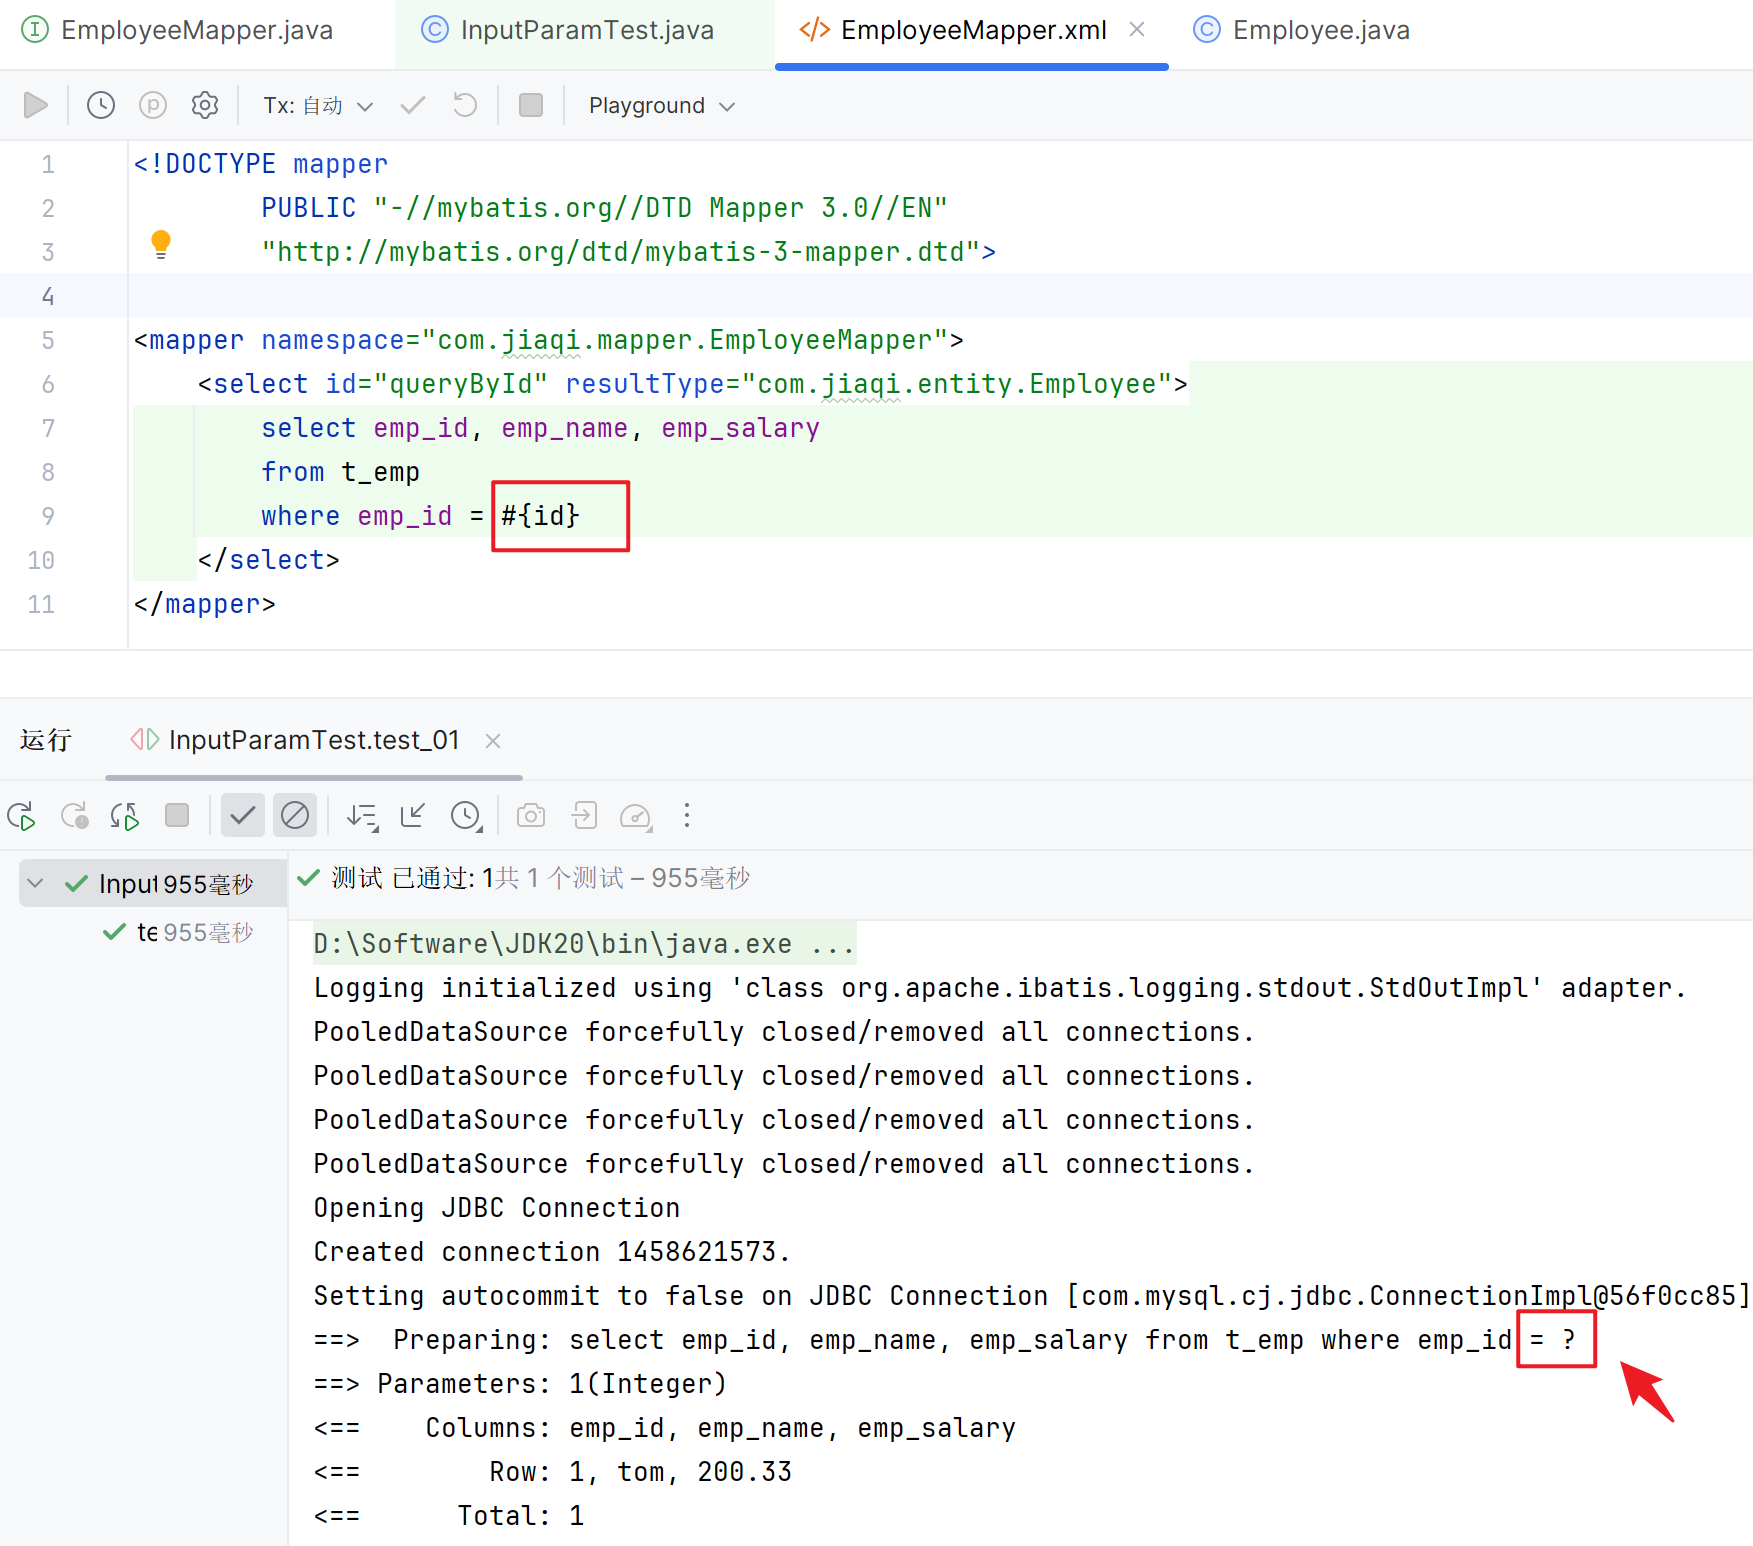 EmployeeMapper.java InputParamTest.java EmployeeMapper.xml Employee.java
Tx: 自动 Playground
1 <!DOCTYPE mapper
2 PUBLIC "-//mybatis.org//DTD Mapper 3.0//EN"
3 "http://mybatis.org/dtd/mybatis-3-mapper.dtd">
4
5 <mapper namespace="com.jiaqi.mapper.EmployeeMapper">
6 <select id="queryById" resultType="com.jiaqi.entity.Employee">
7 select emp_id, emp_name, emp_salary
8 from t_emp
9 where emp_id = #{id}
10 </select>
11 </mapper>
运行 InputParamTest.test_01
Input 955毫秒
te 955毫秒
测试 已通过: 1共 1 个测试 – 955毫秒
D:\Software\JDK20\bin\java.exe ...
Logging initialized using 'class org.apache.ibatis.logging.stdout.StdOutImpl' adapter.
PooledDataSource forcefully closed/removed all connections.
PooledDataSource forcefully closed/removed all connections.
PooledDataSource forcefully closed/removed all connections.
PooledDataSource forcefully closed/removed all connections.
Opening JDBC Connection
Created connection 1458621573.
Setting autocommit to false on JDBC Connection [com.mysql.cj.jdbc.ConnectionImpl@56f0cc85]
==>  Preparing: select emp_id, emp_name, emp_salary from t_emp where emp_id = ?
==> Parameters: 1(Integer)
<==    Columns: emp_id, emp_name, emp_salary
<==        Row: 1, tom, 200.33
<==      Total: 1